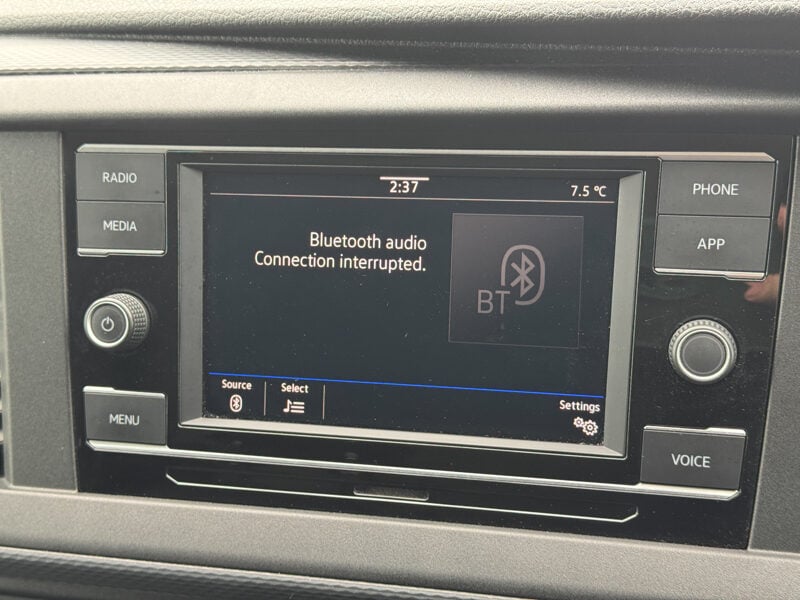 RADIO
MEDIA
MENU
2:37
7.5 °C
Bluetooth audio
Connection interrupted.
BT
Source
Select
Settings
PHONE
APP
VOICE